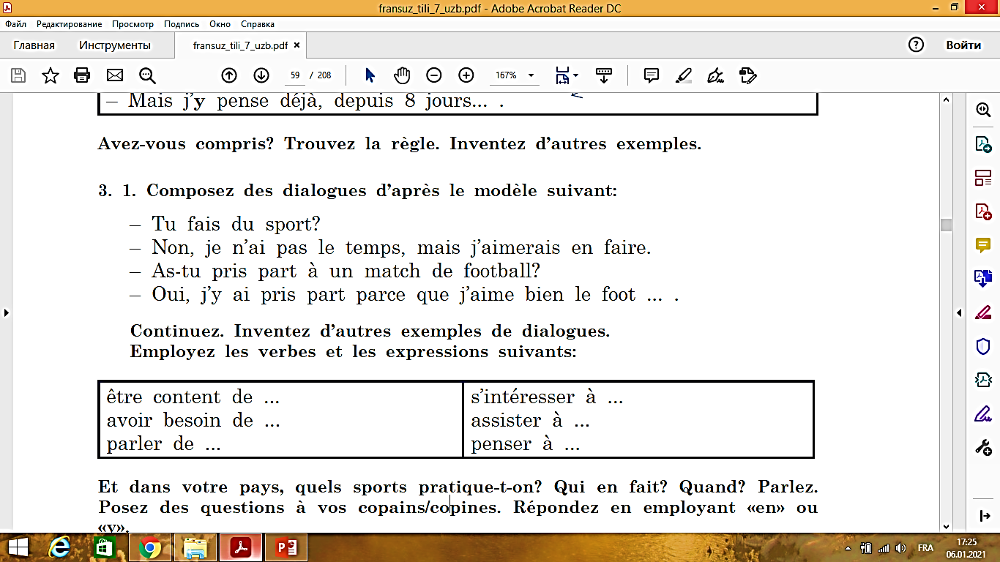 fransuz_tili_7_uzb.pdf - Adobe Acrobat Reader DC
Файл Редактирование Просмотр Подпись Окно Справка
Главная Инструменты fransuz_tili_7_uzb.pdf × Войти
59 / 208 167%
– Mais j’y pense déjà, depuis 8 jours... .
Avez-vous compris? Trouvez la règle. Inventez d’autres exemples.
3. 1. Composez des dialogues d’après le modèle suivant:
– Tu fais du sport?
– Non, je n’ai pas le temps, mais j’aimerais en faire.
– As-tu pris part à un match de football?
– Oui, j’y ai pris part parce que j’aime bien le foot ... .
Continuez. Inventez d’autres exemples de dialogues.
Employez les verbes et les expressions suivants:
être content de ...
avoir besoin de ...
parler de ...
s’intéresser à ...
assister à ...
penser à ...
Et dans votre pays, quels sports pratique-t-on? Qui en fait? Quand? Parlez.
Posez des questions à vos copains/copines. Répondez en employant «en» ou
«y».
FRA
17:25
06.01.2021